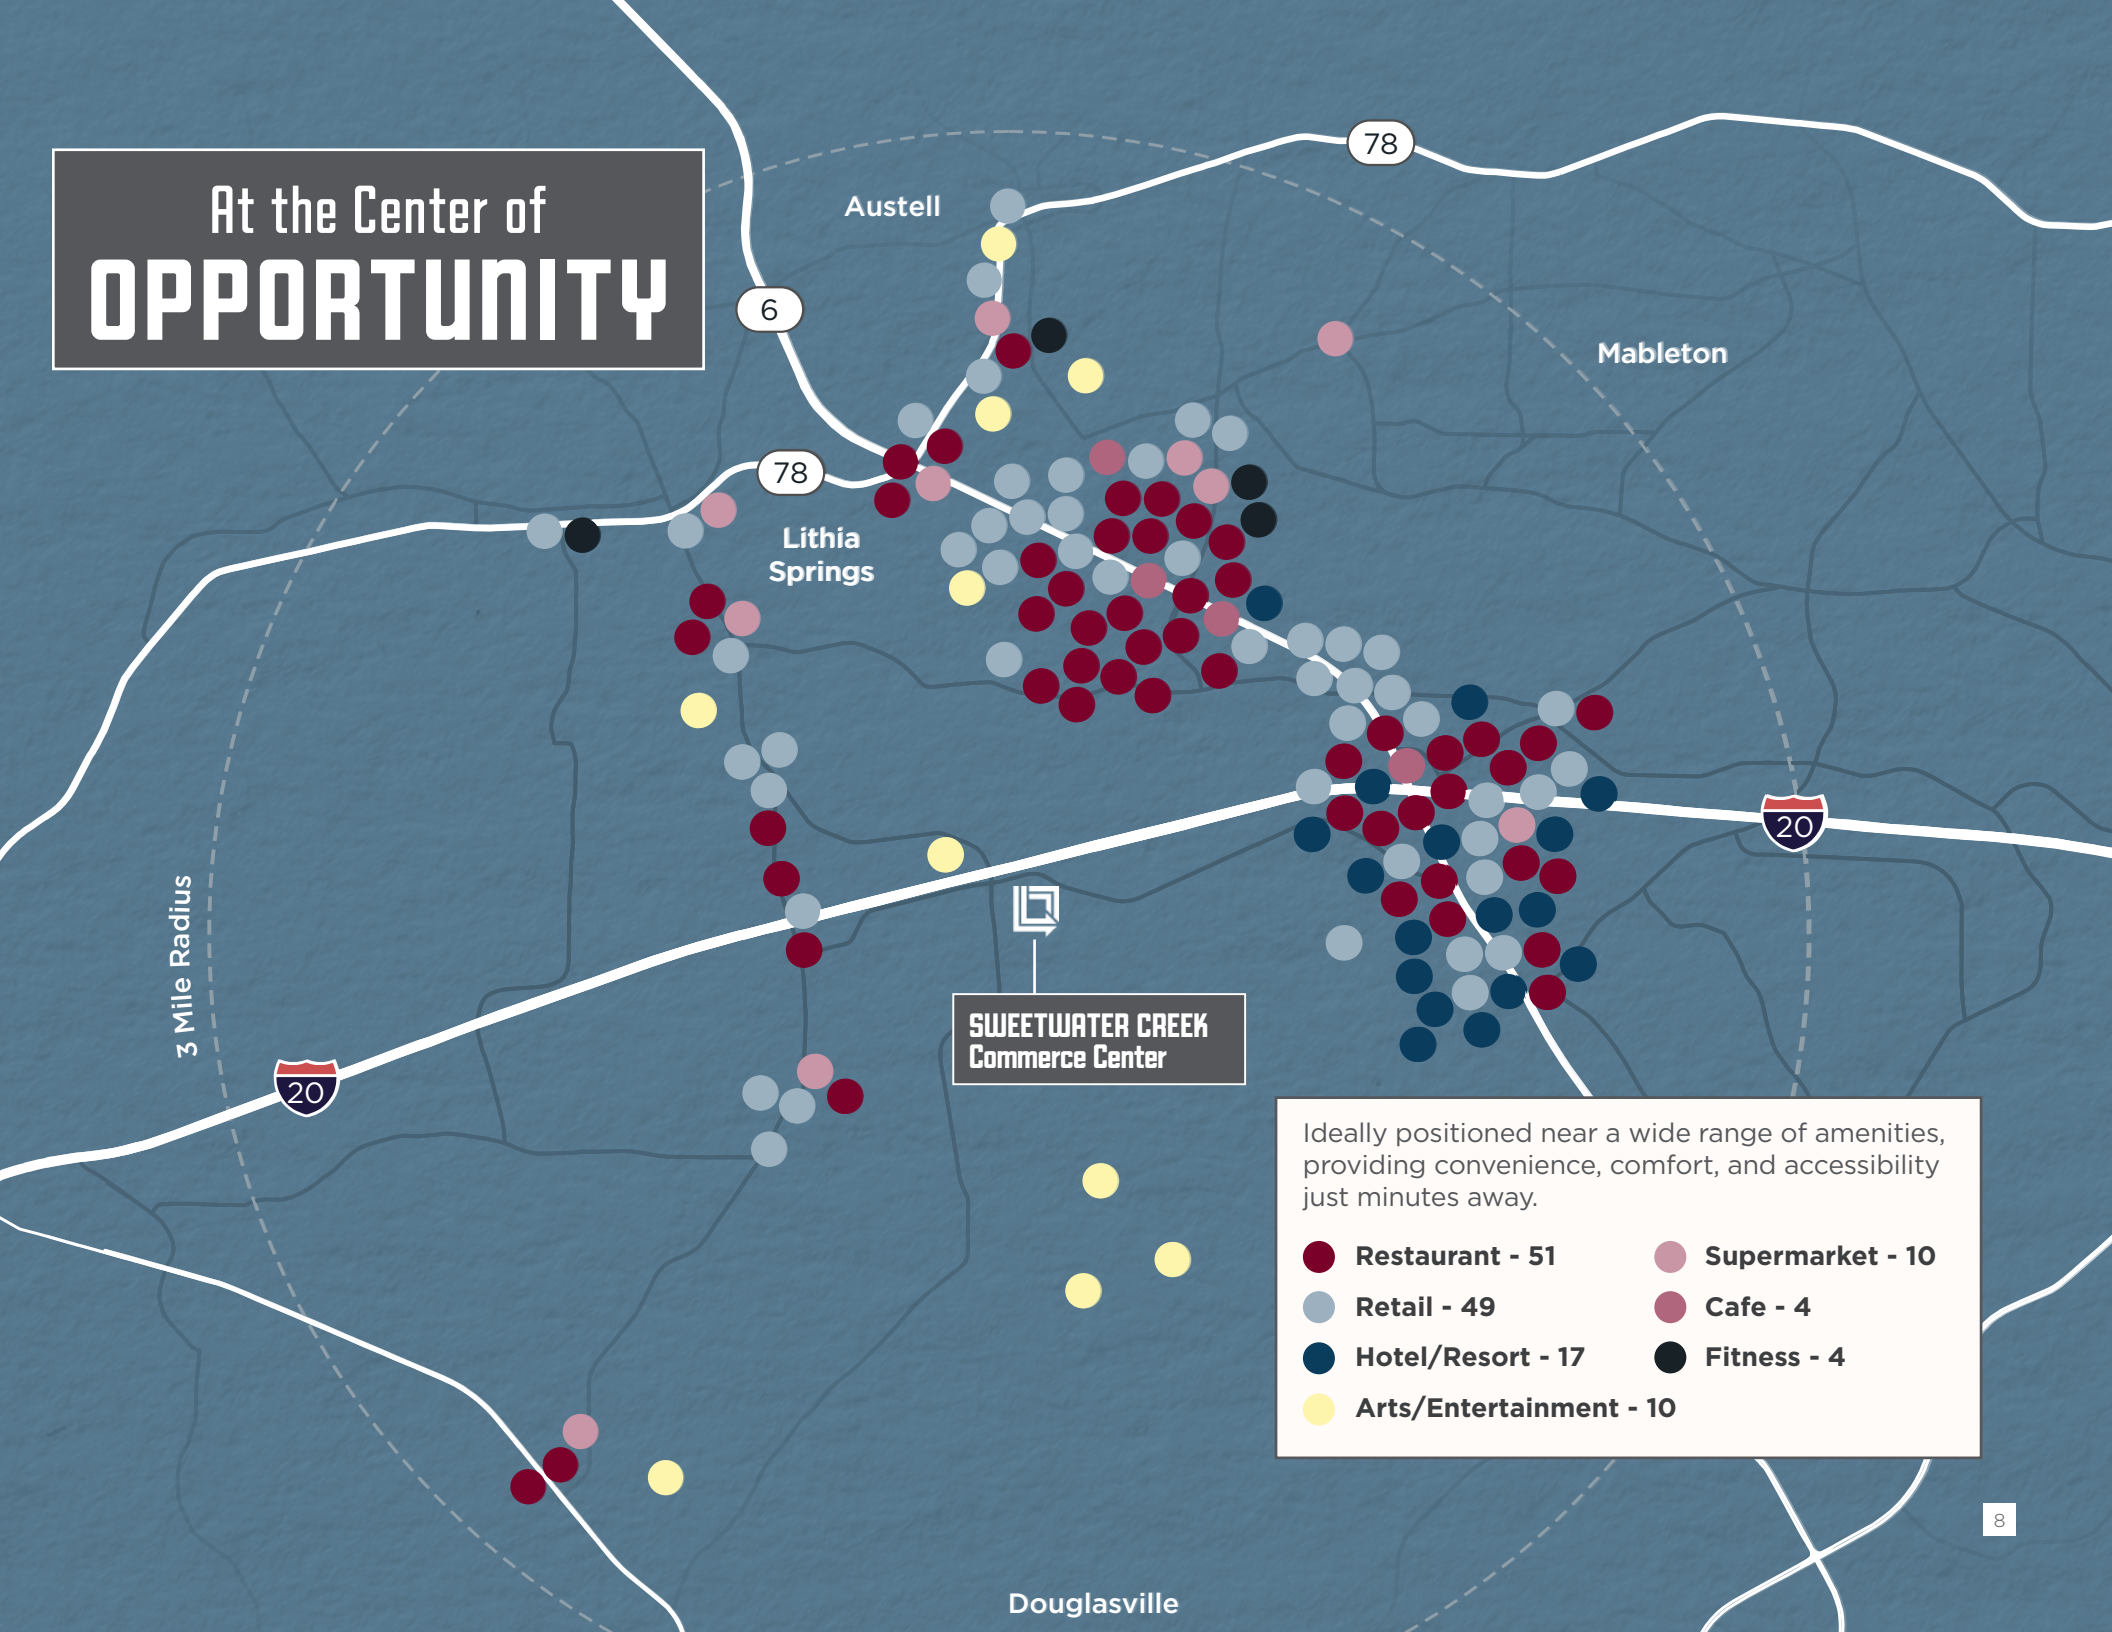 At the Center of
OPPORTUNITY
78
Austell
6
Mableton
78
Lithia
Springs
20
3 Mile Radius
SWEETWATER CREEK
Commerce Center
20
Ideally positioned near a wide range of amenities,
providing convenience, comfort, and accessibility
just minutes away.
Restaurant - 51
Supermarket - 10
Retail - 49
Cafe - 4
Hotel/Resort - 17
Fitness - 4
Arts/Entertainment - 10
8
Douglasville